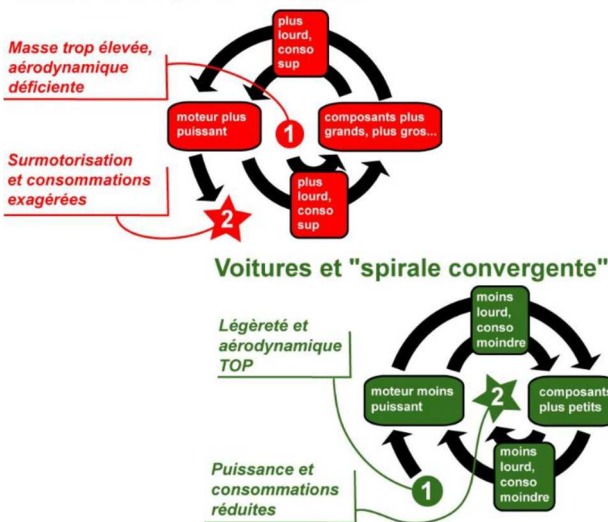 plus
lourd,
conso
sup
Masse trop élevée,
aérodynamique
déficiente
moteur plus
puissant
1
composants plus
grands, plus gros...
Surmotorisation
et consommations
exagérées
2
plus
lourd,
conso
sup
Voitures et "spirale convergente"
moins
lourd,
conso
moindre
Légèreté et
aérodynamique
TOP
moteur moins
puissant
2
composants
plus petits
moins
lourd,
conso
moindre
Puissance et
consommations
réduites
1